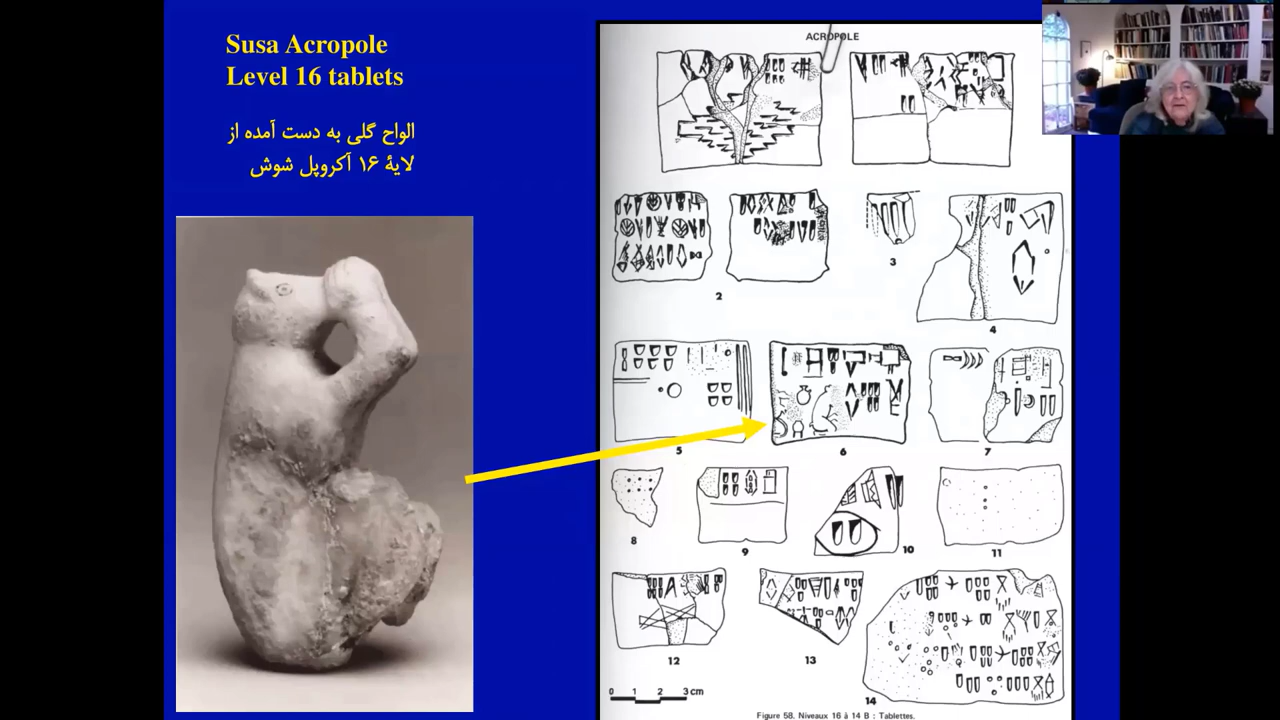 Susa Acropole
Level 16 tablets
الواح گلی به دست آمده از
لایهٔ ۱۶ آکروپل شوش
ACROPOLE
2
3
4
5
6
7
8
9
10
11
12
13
14
0 1 2 3 cm
Figure 58. Niveaux 16 à 14 B : Tablettes.